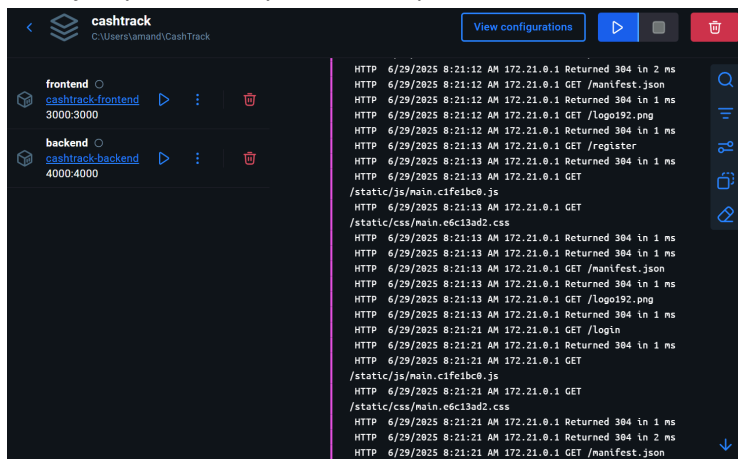 cashtrack
C:\Users\amand\CashTrack
View configurations
frontend
cashtrack-frontend
3000:3000
backend
cashtrack-backend
4000:4000
HTTP 6/29/2025 8:21:12 AM 172.21.0.1 Returned 304 in 2 ms
HTTP 6/29/2025 8:21:12 AM 172.21.0.1 GET /manifest.json
HTTP 6/29/2025 8:21:12 AM 172.21.0.1 Returned 304 in 1 ms
HTTP 6/29/2025 8:21:12 AM 172.21.0.1 GET /logo192.png
HTTP 6/29/2025 8:21:12 AM 172.21.0.1 Returned 304 in 1 ms
HTTP 6/29/2025 8:21:13 AM 172.21.0.1 GET /register
HTTP 6/29/2025 8:21:13 AM 172.21.0.1 Returned 304 in 1 ms
HTTP 6/29/2025 8:21:13 AM 172.21.0.1 GET
/static/js/main.c1fe1bc0.js
HTTP 6/29/2025 8:21:13 AM 172.21.0.1 GET
/static/css/main.e6c13ad2.css
HTTP 6/29/2025 8:21:13 AM 172.21.0.1 Returned 304 in 1 ms
HTTP 6/29/2025 8:21:13 AM 172.21.0.1 Returned 304 in 1 ms
HTTP 6/29/2025 8:21:13 AM 172.21.0.1 GET /manifest.json
HTTP 6/29/2025 8:21:13 AM 172.21.0.1 Returned 304 in 1 ms
HTTP 6/29/2025 8:21:13 AM 172.21.0.1 GET /logo192.png
HTTP 6/29/2025 8:21:13 AM 172.21.0.1 Returned 304 in 1 ms
HTTP 6/29/2025 8:21:21 AM 172.21.0.1 GET /login
HTTP 6/29/2025 8:21:21 AM 172.21.0.1 Returned 304 in 1 ms
HTTP 6/29/2025 8:21:21 AM 172.21.0.1 GET
/static/js/main.c1fe1bc0.js
HTTP 6/29/2025 8:21:21 AM 172.21.0.1 GET
/static/css/main.e6c13ad2.css
HTTP 6/29/2025 8:21:21 AM 172.21.0.1 Returned 304 in 1 ms
HTTP 6/29/2025 8:21:21 AM 172.21.0.1 Returned 304 in 2 ms
HTTP 6/29/2025 8:21:21 AM 172.21.0.1 GET /manifest.json